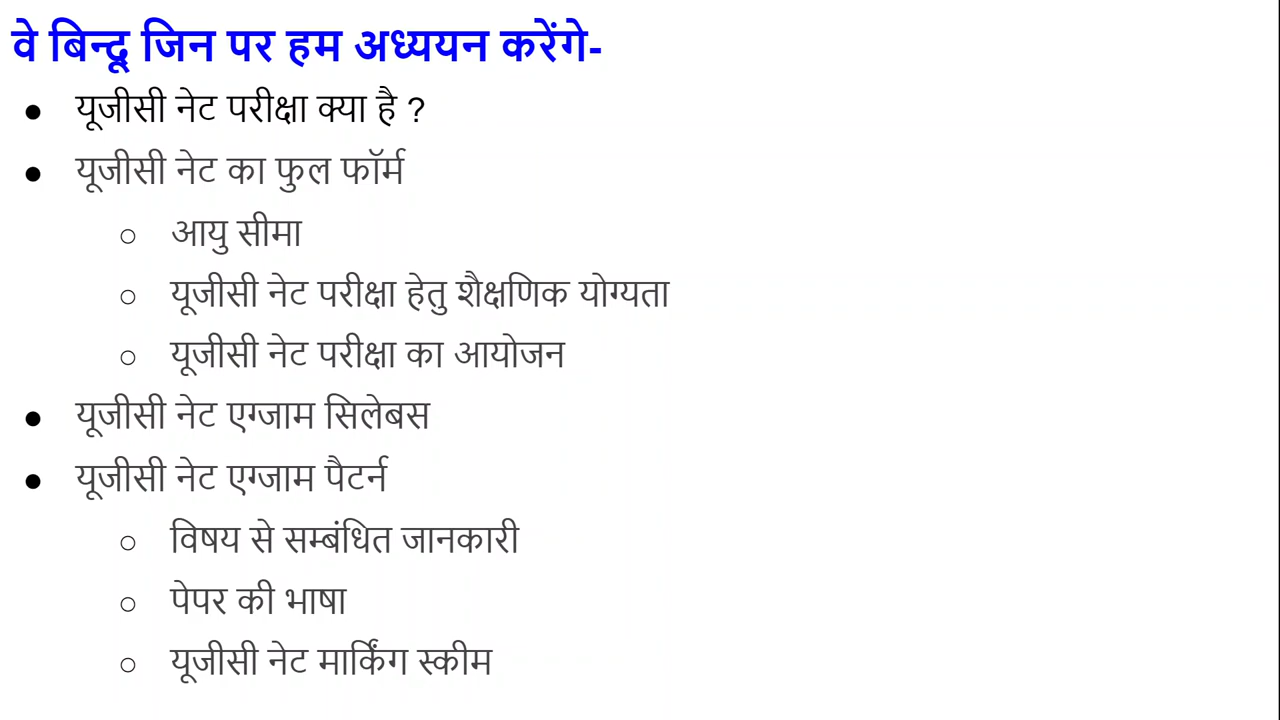 वे बिन्दू जिन पर हम अध्ययन करेंगे-
● यूजीसी नेट परीक्षा क्या है ?
● यूजीसी नेट का फुल फॉर्म
○ आयु सीमा
○ यूजीसी नेट परीक्षा हेतु शैक्षणिक योग्यता
○ यूजीसी नेट परीक्षा का आयोजन
● यूजीसी नेट एग्जाम सिलेबस
● यूजीसी नेट एग्जाम पैटर्न
○ विषय से सम्बंधित जानकारी
○ पेपर की भाषा
○ यूजीसी नेट मार्किंग स्कीम